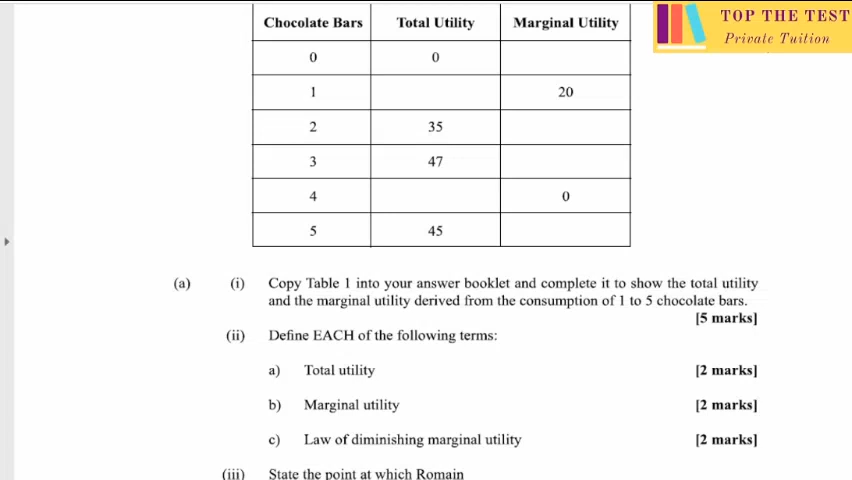 TOP THE TEST
Private Tuition
Chocolate Bars Total Utility Marginal Utility
0 0
1 20
2 35
3 47
4 0
5 45
(a) (i) Copy Table 1 into your answer booklet and complete it to show the total utility
and the marginal utility derived from the consumption of 1 to 5 chocolate bars.
[5 marks]
(ii) Define EACH of the following terms:
a) Total utility [2 marks]
b) Marginal utility [2 marks]
c) Law of diminishing marginal utility [2 marks]
(iii) State the point at which Romain